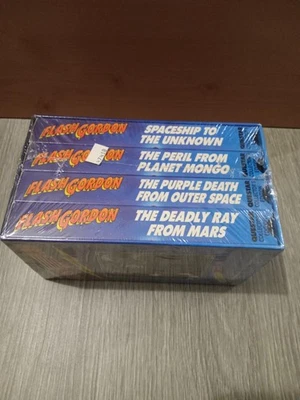 FLASH GORDON
SPACESHIP TO
THE UNKNOWN
FLASH GORDON
THE PERIL FROM
PLANET MONGO
FLASH GORDON
THE PURPLE DEATH
FROM OUTER SPACE
FLASH GORDON
THE DEADLY RAY
FROM MARS